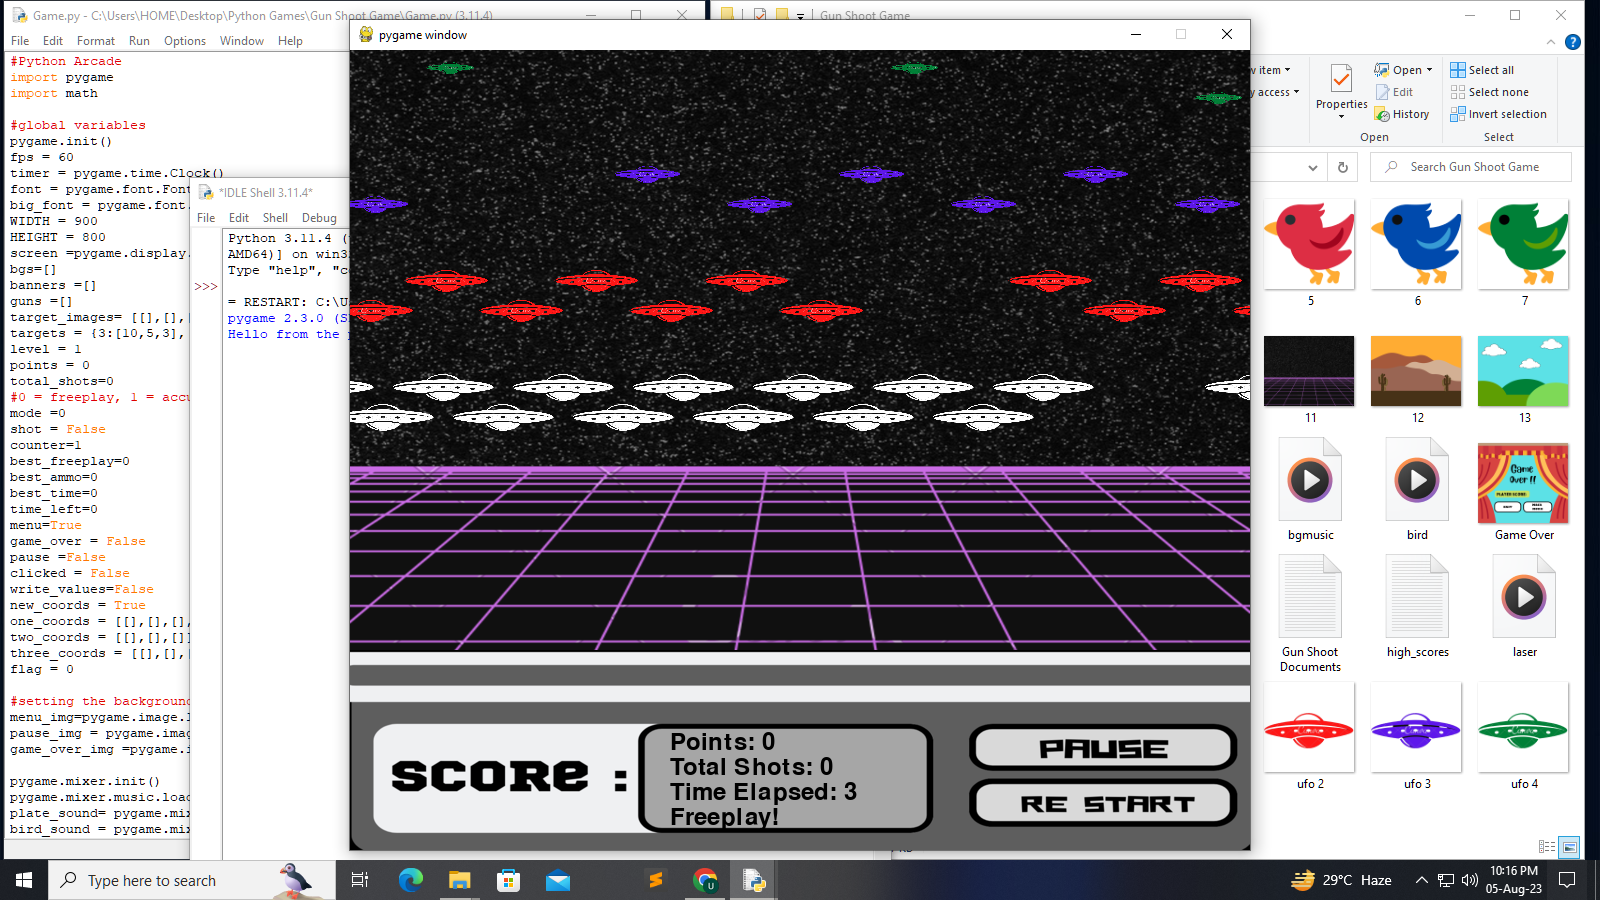 Game.py - C:\Users\HOME\Desktop\Python Games\Gun Shoot Game\Game.py (3.11.4)
File Edit Format Run Options Window Help
#Python Arcade
import pygame
import math
#global variables
pygame.init()
fps = 60
timer = pygame.time.Clock()
font = pygame.font.Font
big_font = pygame.font.
WIDTH = 900
HEIGHT = 800
screen =pygame.display.
bgs=[]
banners =[]
guns =[]
target_images= [[],[],
targets = {3:[10,5,3],
level = 1
points = 0
total_shots=0
#0 = freeplay, 1 = accu
mode =0
shot = False
counter=1
best_freeplay=0
best_ammo=0
best_time=0
time_left=0
menu=True
game_over = False
pause =False
clicked = False
write_values=False
new_coords = True
one_coords = [[],[],[],
two_coords = [[],[],[]]
three_coords = [[],[],
flag = 0
#setting the background
menu_img=pygame.image.l
pause_img = pygame.imag
game_over_img =pygame.i
pygame.mixer.init()
pygame.mixer.music.load
plate_sound= pygame.mix
bird_sound = pygame.mix
*IDLE Shell 3.11.4*
File Edit Shell Debug
Python 3.11.4 (
AMD64)] on win3
Type "help", "c
>>>
= RESTART: C:\U
pygame 2.3.0 (S
Hello from the
pygame window
SCORE :
Points: 0
Total Shots: 0
Time Elapsed: 3
Freeplay!
PAUSE
RE START
Gun Shoot Game
w item
y access
Properties
Open
Edit
History
Open
Select all
Select none
Invert selection
Select
Search Gun Shoot Game
5 6 7
11 12 13
Game
Over !!
bgmusic bird Game Over
Gun Shoot
Documents
high_scores
laser
ufo 2 ufo 3 ufo 4
Type here to search
29°C Haze
10:16 PM
05-Aug-23